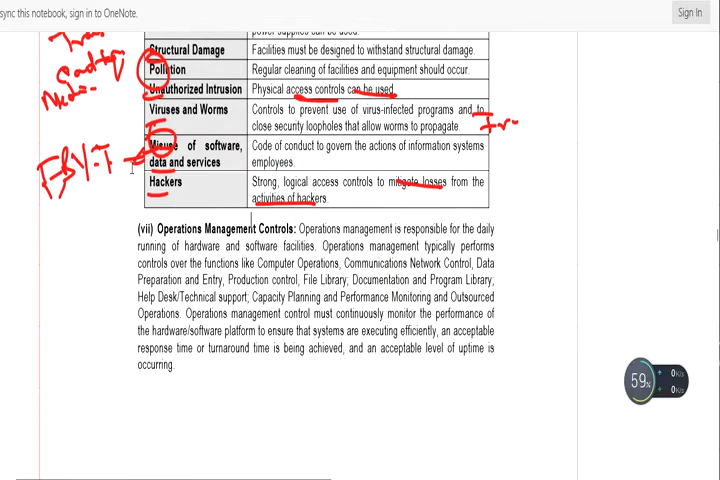 sync this notebook, sign in to OneNote.
Sign In
power supplies can be used.
Structural Damage Facilities must be designed to withstand structural damage.
Pollution Regular cleaning of facilities and equipment should occur.
Unauthorized Intrusion Physical access controls can be used.
Viruses and Worms Controls to prevent use of virus-infected programs and to
close security loopholes that allow worms to propagate.
Misuse of software, Code of conduct to govern the actions of information systems
data and services employees.
Hackers Strong, logical access controls to mitigate losses from the
activities of hackers.
(vii) Operations Management Controls: Operations management is responsible for the daily
running of hardware and software facilities. Operations management typically performs
controls over the functions like Computer Operations, Communications Network Control, Data
Preparation and Entry, Production control, File Library; Documentation and Program Library;
Help Desk/Technical support; Capacity Planning and Performance Monitoring and Outsourced
Operations. Operations management control must continuously monitor the performance of
the hardware/software platform to ensure that systems are executing efficiently, an acceptable
response time or turnaround time is being achieved, and an acceptable level of uptime is
occurring.
59%
0K/s
0K/s